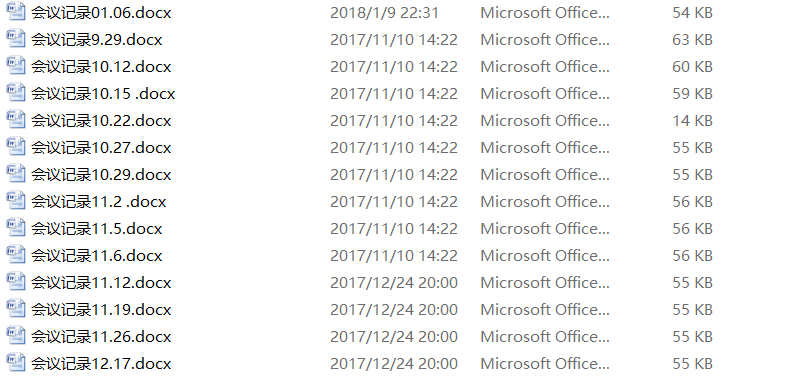 会议记录01.06.docx 2018/1/9 22:31 Microsoft Office... 54 KB
会议记录9.29.docx 2017/11/10 14:22 Microsoft Office... 63 KB
会议记录10.12.docx 2017/11/10 14:22 Microsoft Office... 60 KB
会议记录10.15 .docx 2017/11/10 14:22 Microsoft Office... 59 KB
会议记录10.22.docx 2017/11/10 14:22 Microsoft Office... 14 KB
会议记录10.27.docx 2017/11/10 14:22 Microsoft Office... 55 KB
会议记录10.29.docx 2017/11/10 14:22 Microsoft Office... 55 KB
会议记录11.2 .docx 2017/11/10 14:22 Microsoft Office... 56 KB
会议记录11.5.docx 2017/11/10 14:22 Microsoft Office... 56 KB
会议记录11.6.docx 2017/11/10 14:22 Microsoft Office... 56 KB
会议记录11.12.docx 2017/12/24 20:00 Microsoft Office... 55 KB
会议记录11.19.docx 2017/12/24 20:00 Microsoft Office... 55 KB
会议记录11.26.docx 2017/12/24 20:00 Microsoft Office... 55 KB
会议记录12.17.docx 2017/12/24 20:00 Microsoft Office... 55 KB